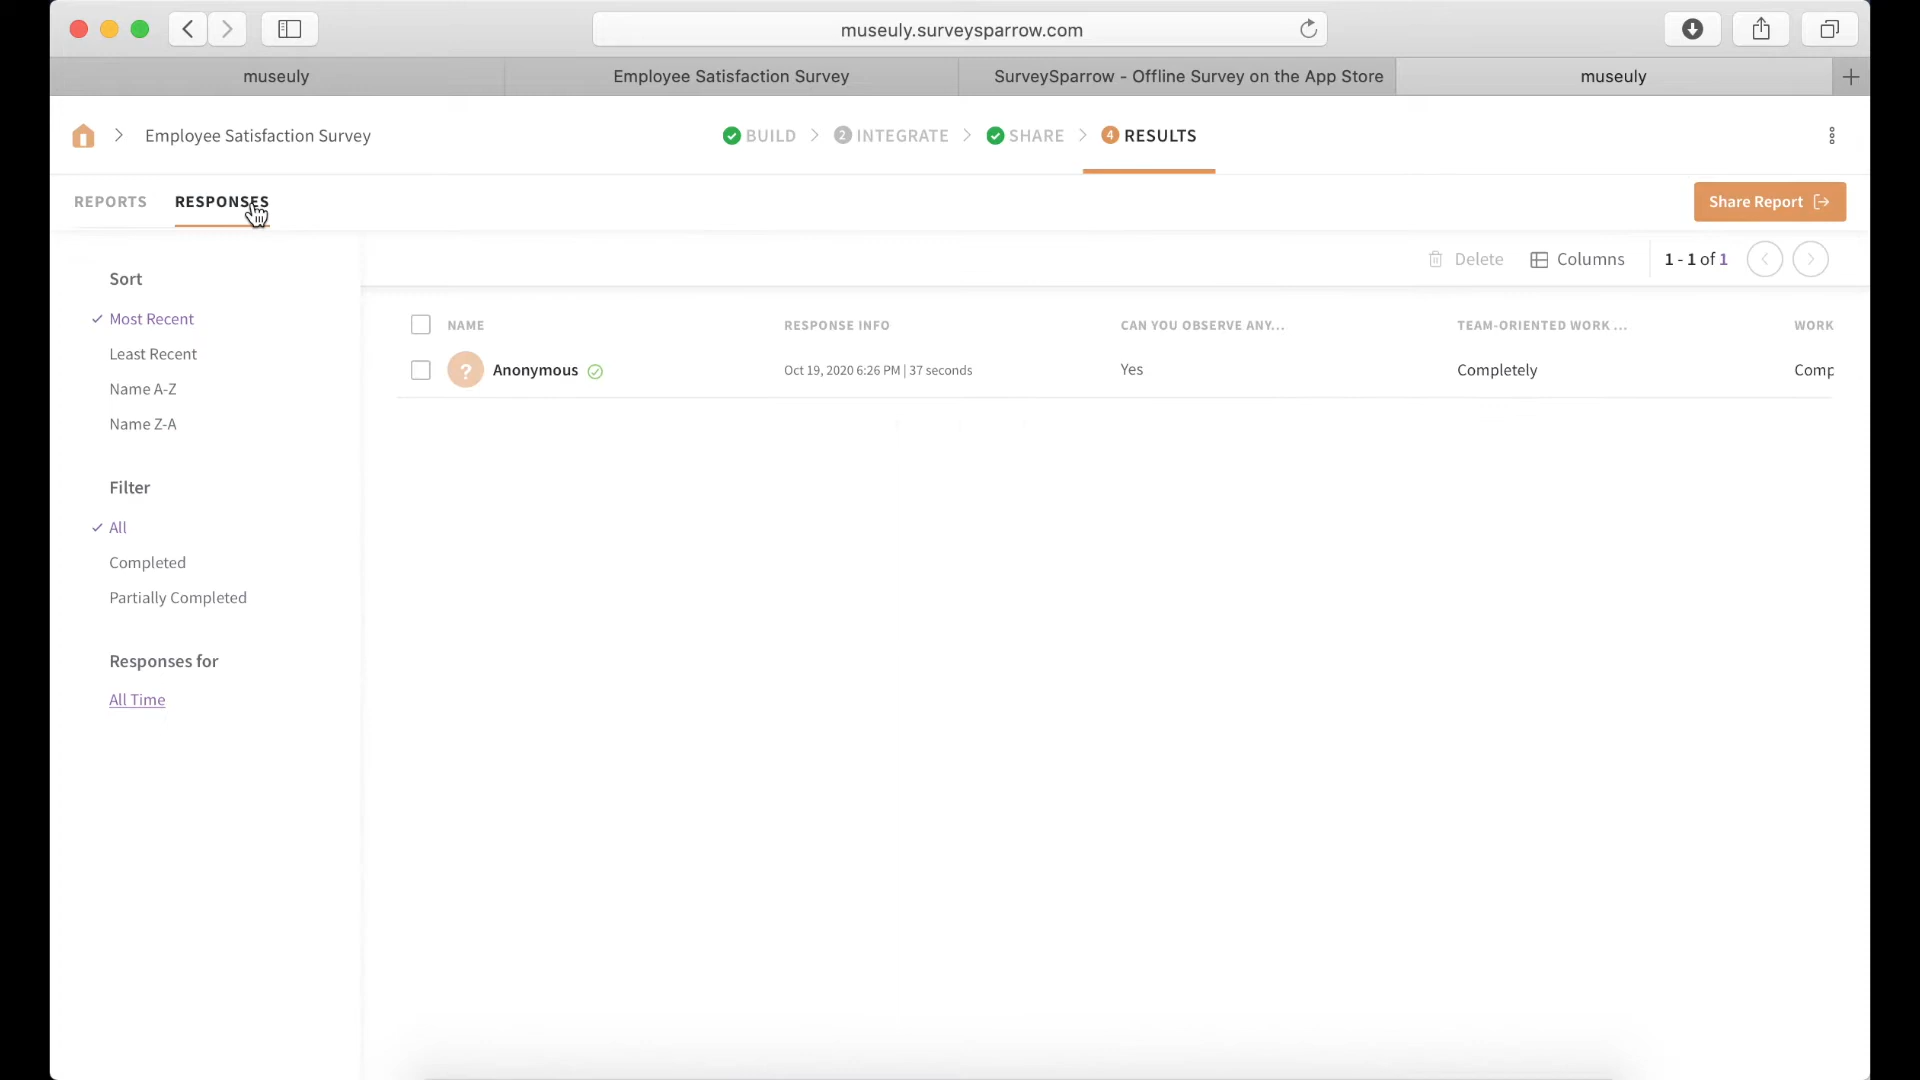 museuly.surveysparrow.com
museuly
Employee Satisfaction Survey
SurveySparrow - Offline Survey on the App Store
museuly
Employee Satisfaction Survey
BUILD
2 INTEGRATE
SHARE
4 RESULTS
REPORTS
RESPONSES
Share Report
Delete
Columns
1 - 1 of 1
Sort
Most Recent
Least Recent
Name A-Z
Name Z-A
Filter
All
Completed
Partially Completed
Responses for
All Time
NAME
RESPONSE INFO
CAN YOU OBSERVE ANY...
TEAM-ORIENTED WORK ...
WORK
? Anonymous
Oct 19, 2020 6:26 PM | 37 seconds
Yes
Completely
Comp